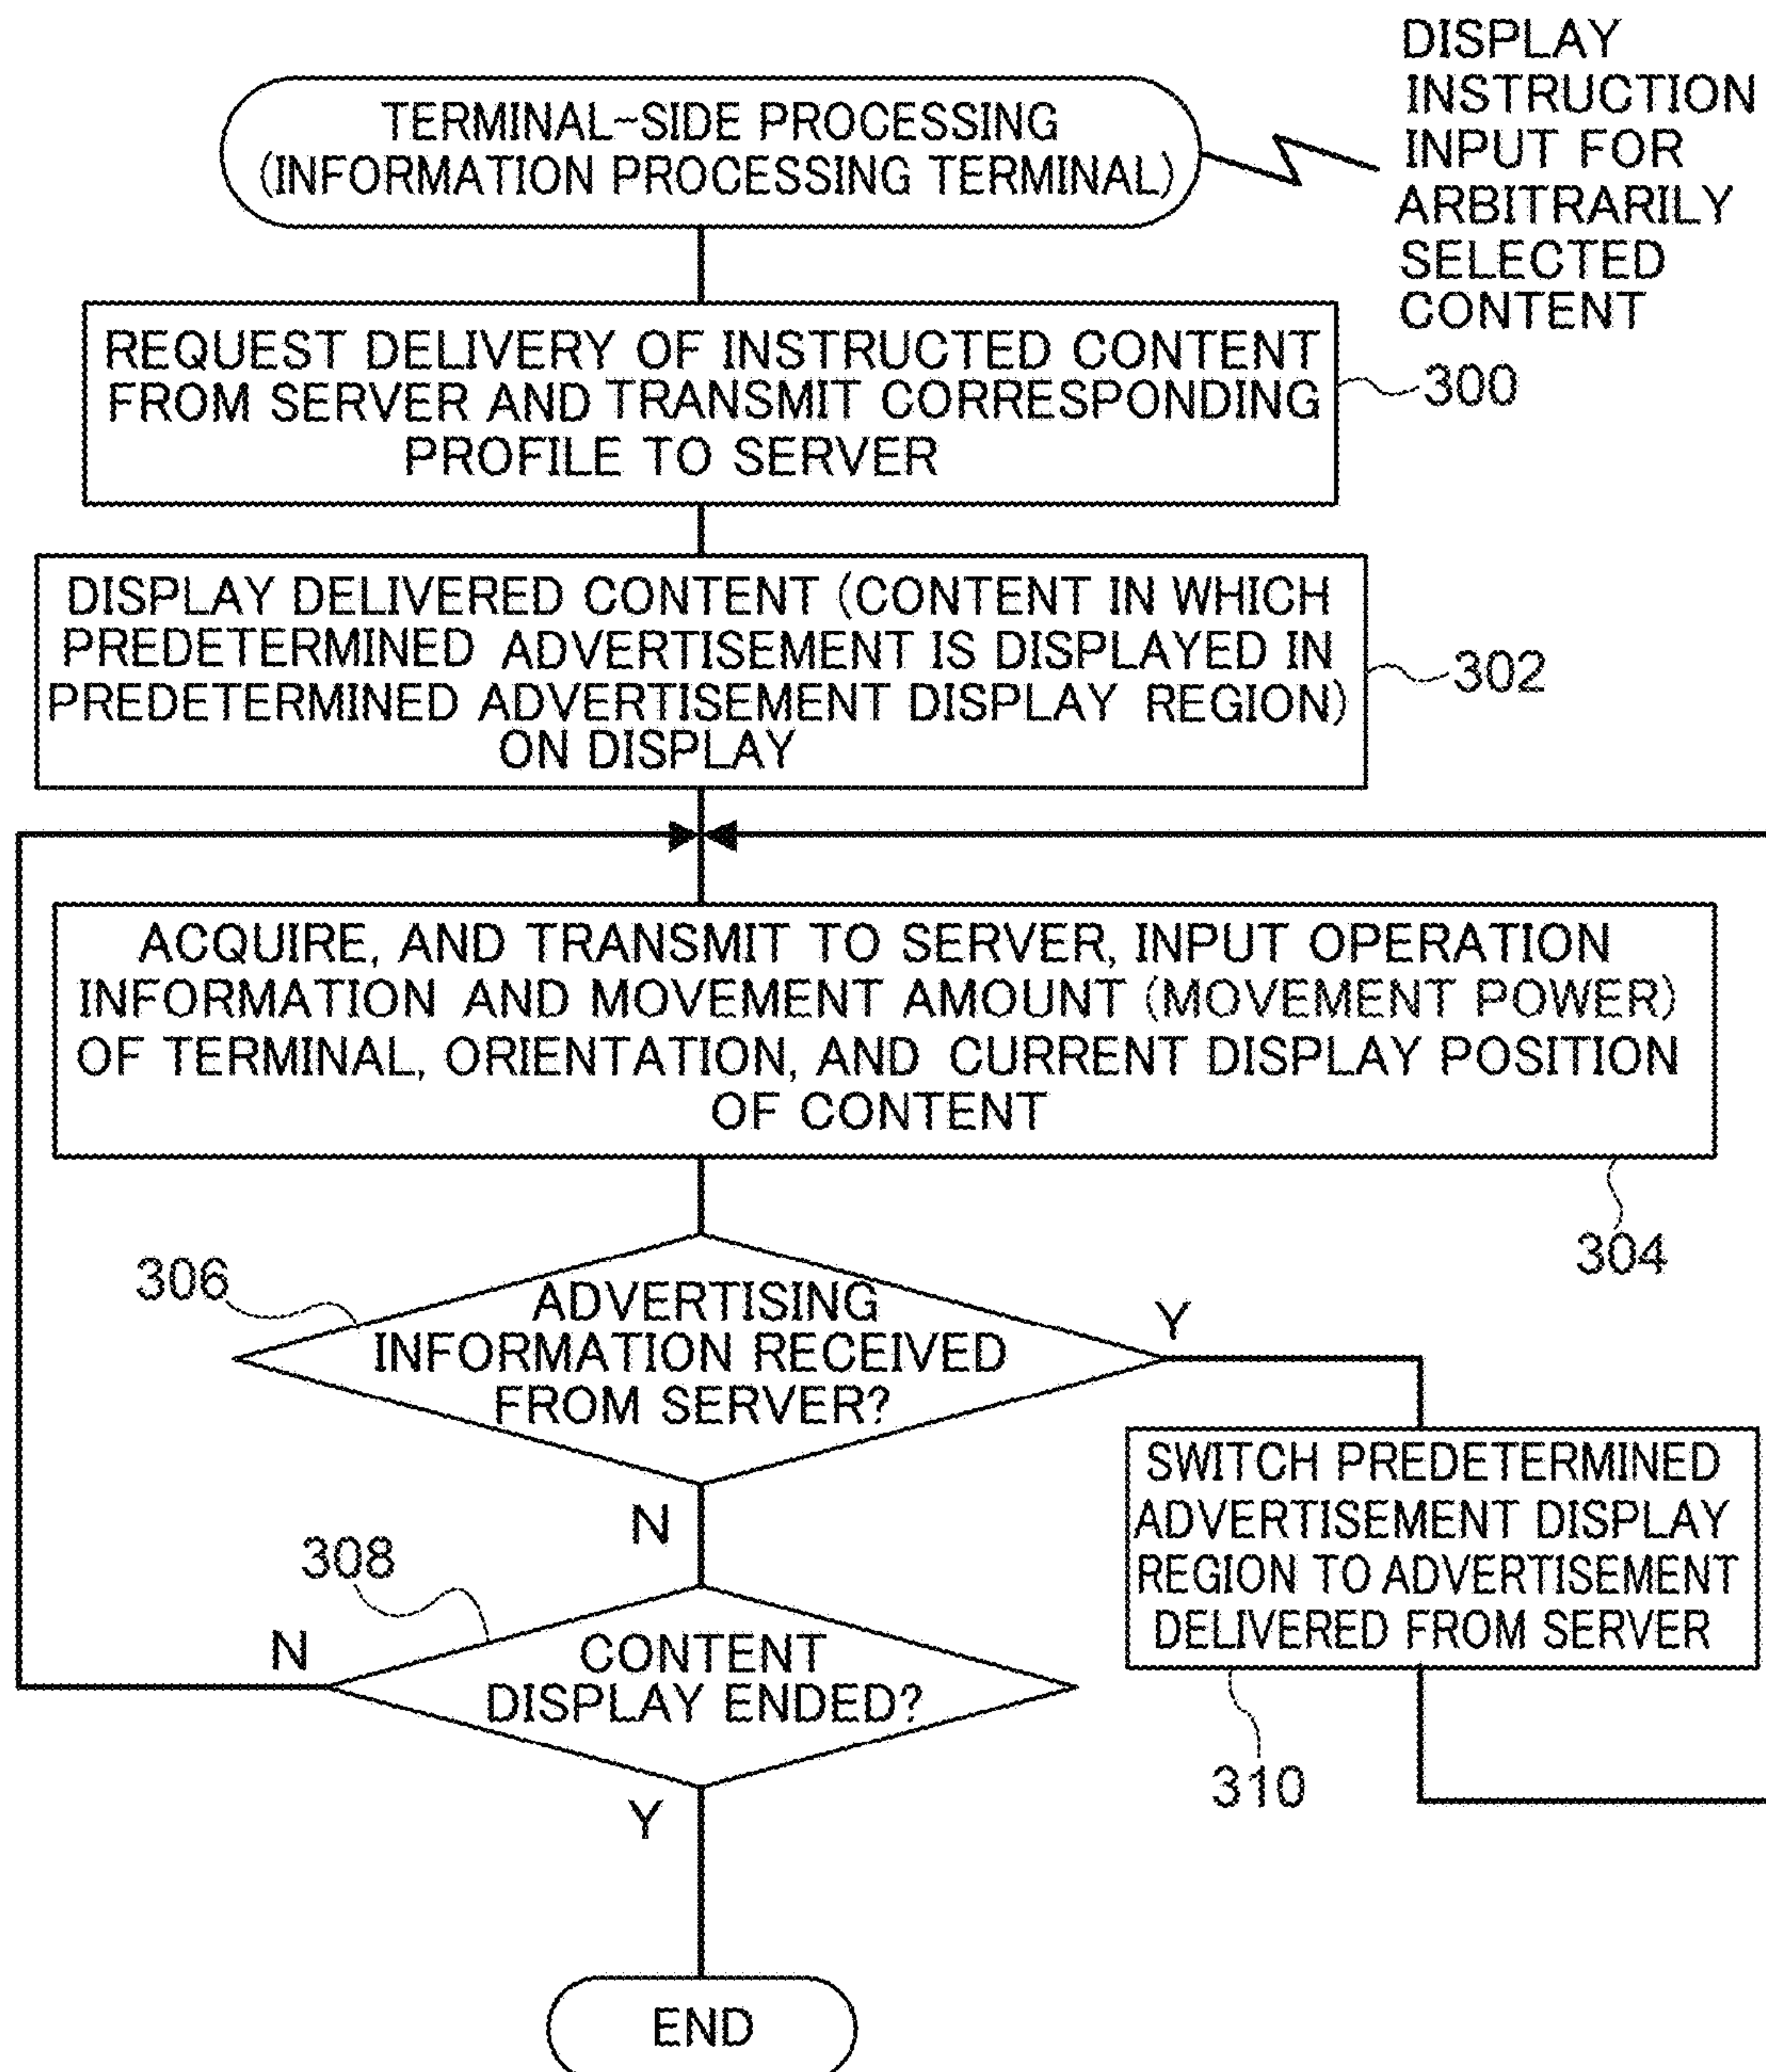 DISPLAY
INSTRUCTION
INPUT FOR
ARBITRARILY
SELECTED
CONTENT
TERMINAL-SIDE PROCESSING
(INFORMATION PROCESSING TERMINAL)
REQUEST DELIVERY OF INSTRUCTED CONTENT
FROM SERVER AND TRANSMIT CORRESPONDING
PROFILE TO SERVER
300
DISPLAY DELIVERED CONTENT (CONTENT IN WHICH
PREDETERMINED ADVERTISEMENT IS DISPLAYED IN
PREDETERMINED ADVERTISEMENT DISPLAY REGION)
ON DISPLAY
302
ACQUIRE, AND TRANSMIT TO SERVER, INPUT OPERATION
INFORMATION AND MOVEMENT AMOUNT (MOVEMENT POWER)
OF TERMINAL, ORIENTATION, AND CURRENT DISPLAY POSITION
OF CONTENT
304
306
ADVERTISING
INFORMATION RECEIVED
FROM SERVER?
Y
N
SWITCH PREDETERMINED
ADVERTISEMENT DISPLAY
REGION TO ADVERTISEMENT
DELIVERED FROM SERVER
310
308
N
CONTENT
DISPLAY ENDED?
Y
END